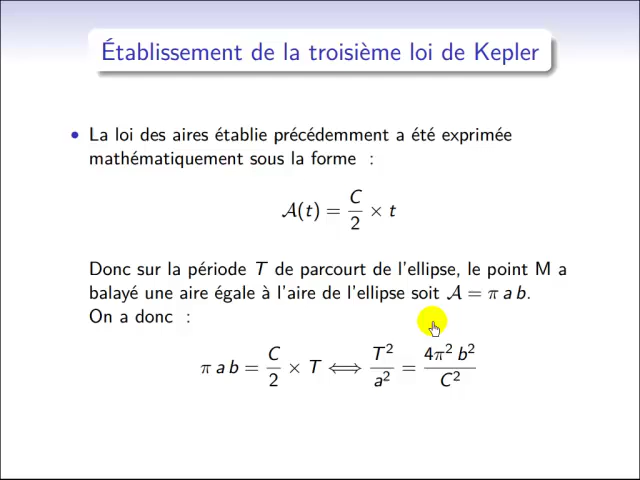 Établissement de la troisième loi de Kepler
• La loi des aires établie précédemment a été exprimée
mathématiquement sous la forme :
𝒜(t) = C/2 × t
Donc sur la période T de parcourt de l'ellipse, le point M a
balayé une aire égale à l'aire de l'ellipse soit 𝒜 = π a b.
On a donc :
π a b = C/2 × T ⟺ T²/a² = 4π² b²/C²